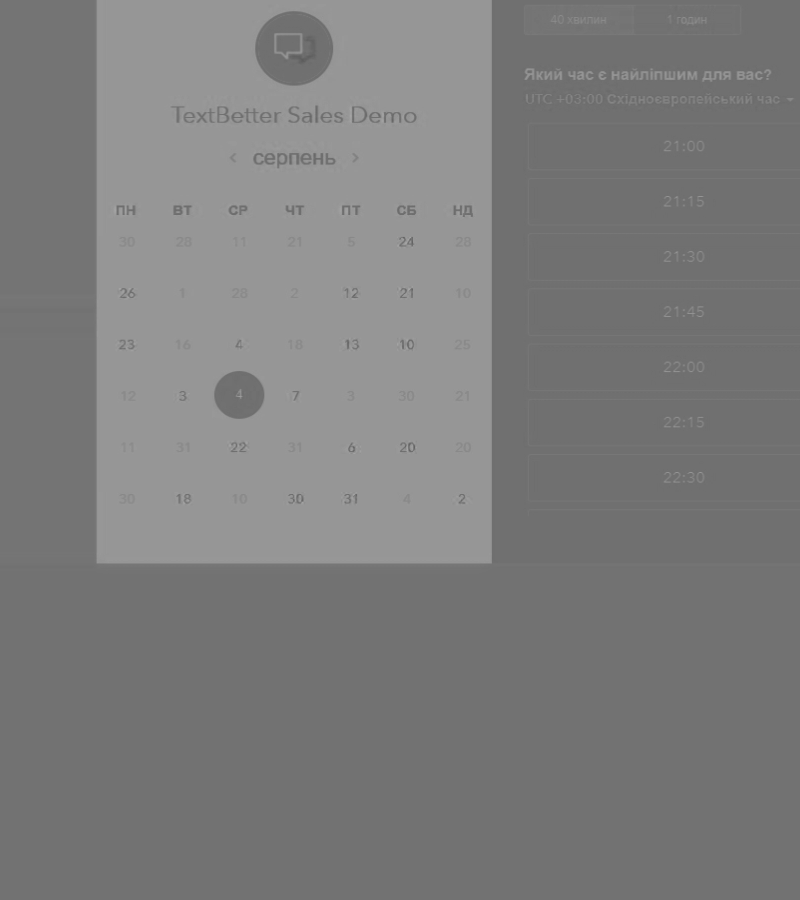 TextBetter Sales Demo
‹ серпень ›
ПН ВТ СР ЧТ ПТ СБ НД
30 28 11 21 5 24 28
26 1 28 2 12 21 10
23 16 4 18 13 10 25
12 3 4 7 3 30 21
11 31 22 31 6 20 20
30 18 10 30 31 4 2
40 хвилин 1 годин
Який час є найліпшим для вас?
UTC +03:00 Східноєвропейський час
21:00
21:15
21:30
21:45
22:00
22:15
22:30